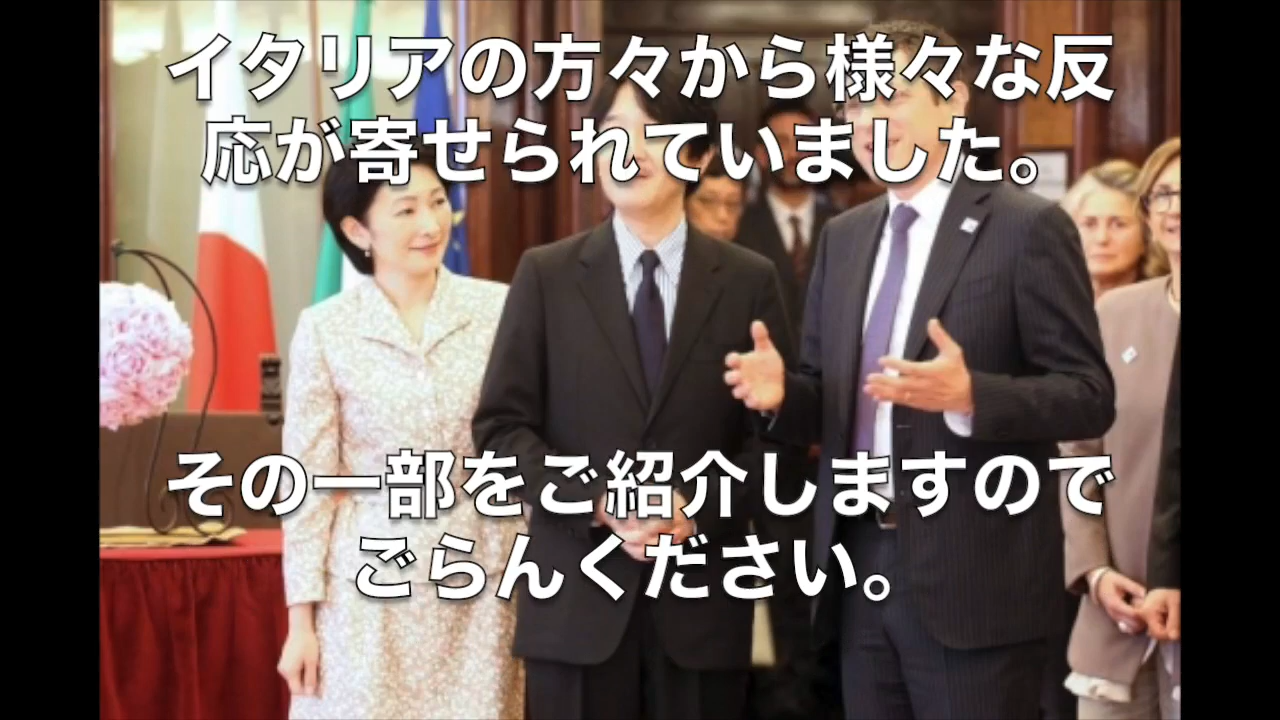 イタリアの方々から様々な反
応が寄せられていました。
その一部をご紹介しますので
ごらんください。